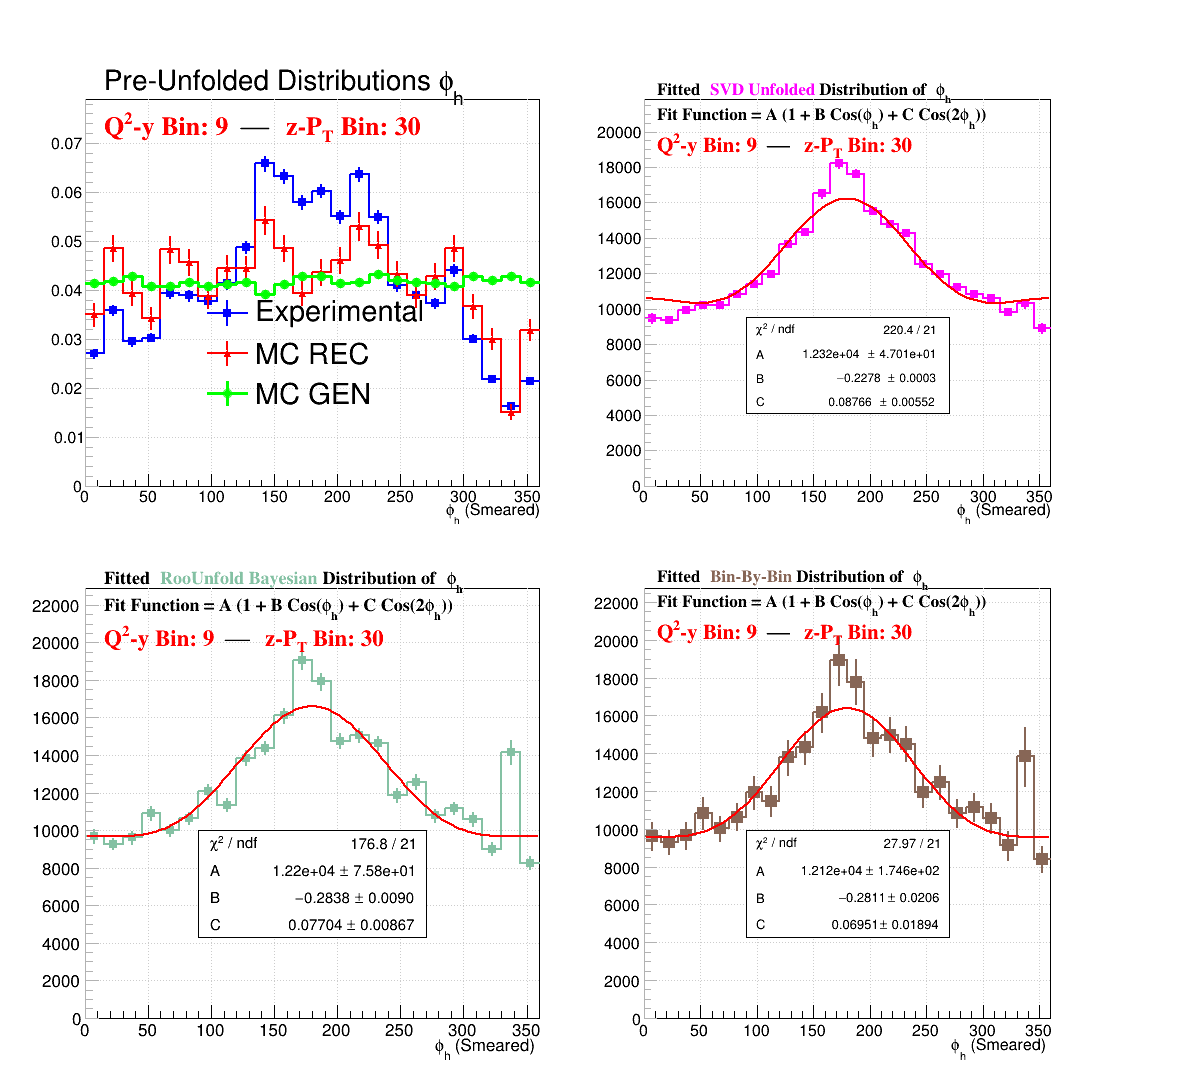 Pre-Unfolded Distributions ϕh
Q2-y Bin: 9 — z-PT Bin: 30
0.07
0.06
0.05
0.04
0.03
0.02
0.01
0
Experimental
MC REC
MC GEN
0 50 100 150 200 250 300 350
ϕh (Smeared)
Fitted SVD Unfolded Distribution of ϕh
Fit Function = A (1 + B Cos(ϕh) + C Cos(2ϕh))
Q2-y Bin: 9 — z-PT Bin: 30
20000
18000
16000
14000
12000
10000
8000
6000
4000
2000
0
χ2 / ndf 220.4 / 21
A 1.232e+04 ± 4.701e+01
B −0.2278 ± 0.0003
C 0.08766 ± 0.00552
0 50 100 150 200 250 300 350
ϕh (Smeared)
Fitted RooUnfold Bayesian Distribution of ϕh
Fit Function = A (1 + B Cos(ϕh) + C Cos(2ϕh))
Q2-y Bin: 9 — z-PT Bin: 30
22000
20000
18000
16000
14000
12000
10000
8000
6000
4000
2000
0
χ2 / ndf 176.8 / 21
A 1.22e+04 ± 7.58e+01
B −0.2838 ± 0.0090
C 0.07704 ± 0.00867
0 50 100 150 200 250 300 350
ϕh (Smeared)
Fitted Bin-By-Bin Distribution of ϕh
Fit Function = A (1 + B Cos(ϕh) + C Cos(2ϕh))
Q2-y Bin: 9 — z-PT Bin: 30
22000
20000
18000
16000
14000
12000
10000
8000
6000
4000
2000
0
χ2 / ndf 27.97 / 21
A 1.212e+04 ± 1.746e+02
B −0.2811 ± 0.0206
C 0.06951 ± 0.01894
0 50 100 150 200 250 300 350
ϕh (Smeared)